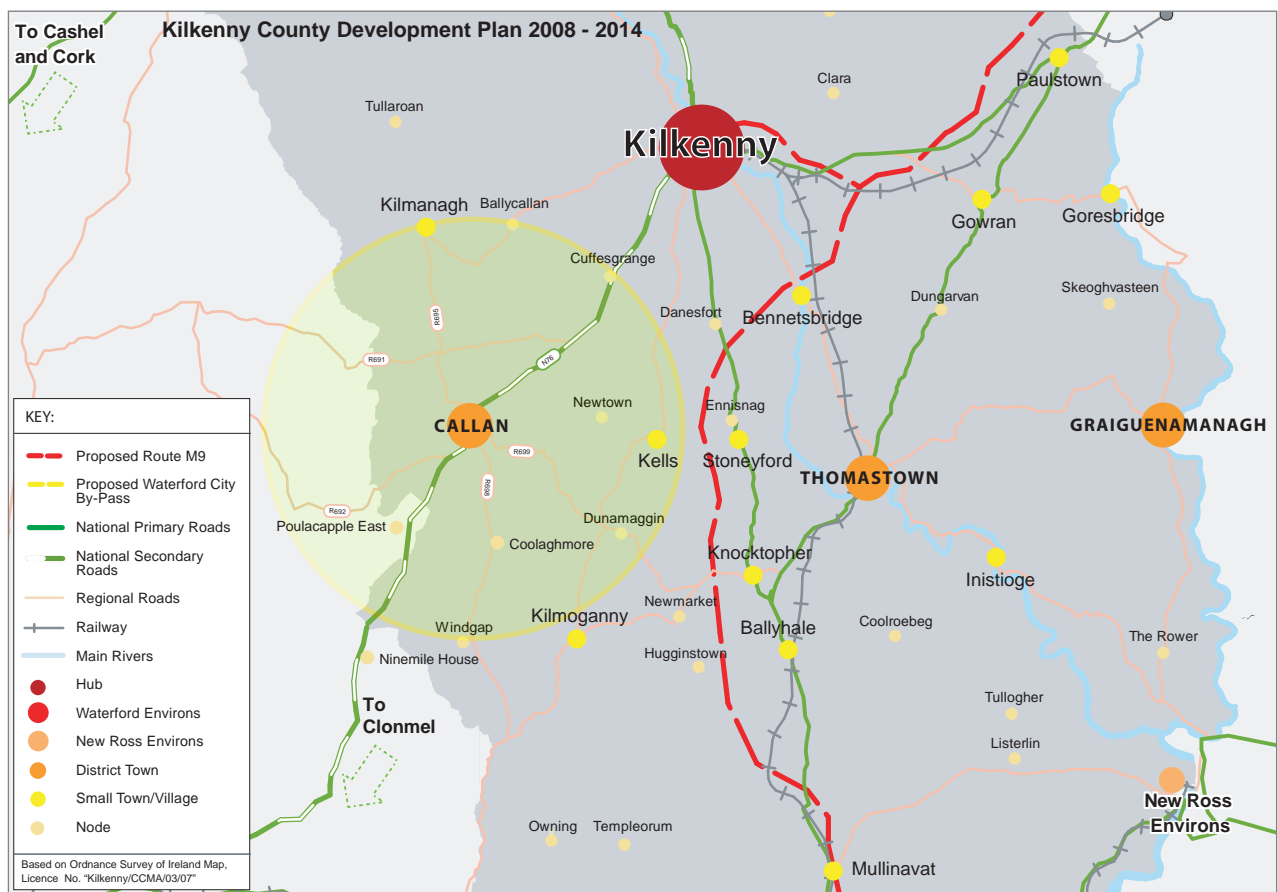 To Cashel
and Cork
Kilkenny County Development Plan 2008 - 2014
Clara
Paulstown
Tullaroan
Kilkenny
Kilmanagh
Ballycallan
Gowran
Goresbridge
Cuffesgrange
Skeoghvasteen
Dungarvan
Danesfort
Bennetsbridge
R695
R691
N76
Newtown
Ennisnag
CALLAN
GRAIGUENAMANAGH
R699
Kells
Stoneyford
THOMASTOWN
R698
R692
Poulacapple East
Dunamaggin
Coolaghmore
Knocktopher
Inistioge
Newmarket
Kilmoganny
Windgap
Ballyhale
Coolroebeg
The Rower
Ninemile House
Hugginstown
To
Clonmel
Tullogher
Listerlin
New Ross
Environs
Owning
Templeorum
Mullinavat
KEY:
Proposed Route M9
Proposed Waterford City
By-Pass
National Primary Roads
National Secondary
Roads
Regional Roads
Railway
Main Rivers
Hub
Waterford Environs
New Ross Environs
District Town
Small Town/Village
Node
Based on Ordnance Survey of Ireland Map,
Licence No. “Kilkenny/CCMA/03/07”